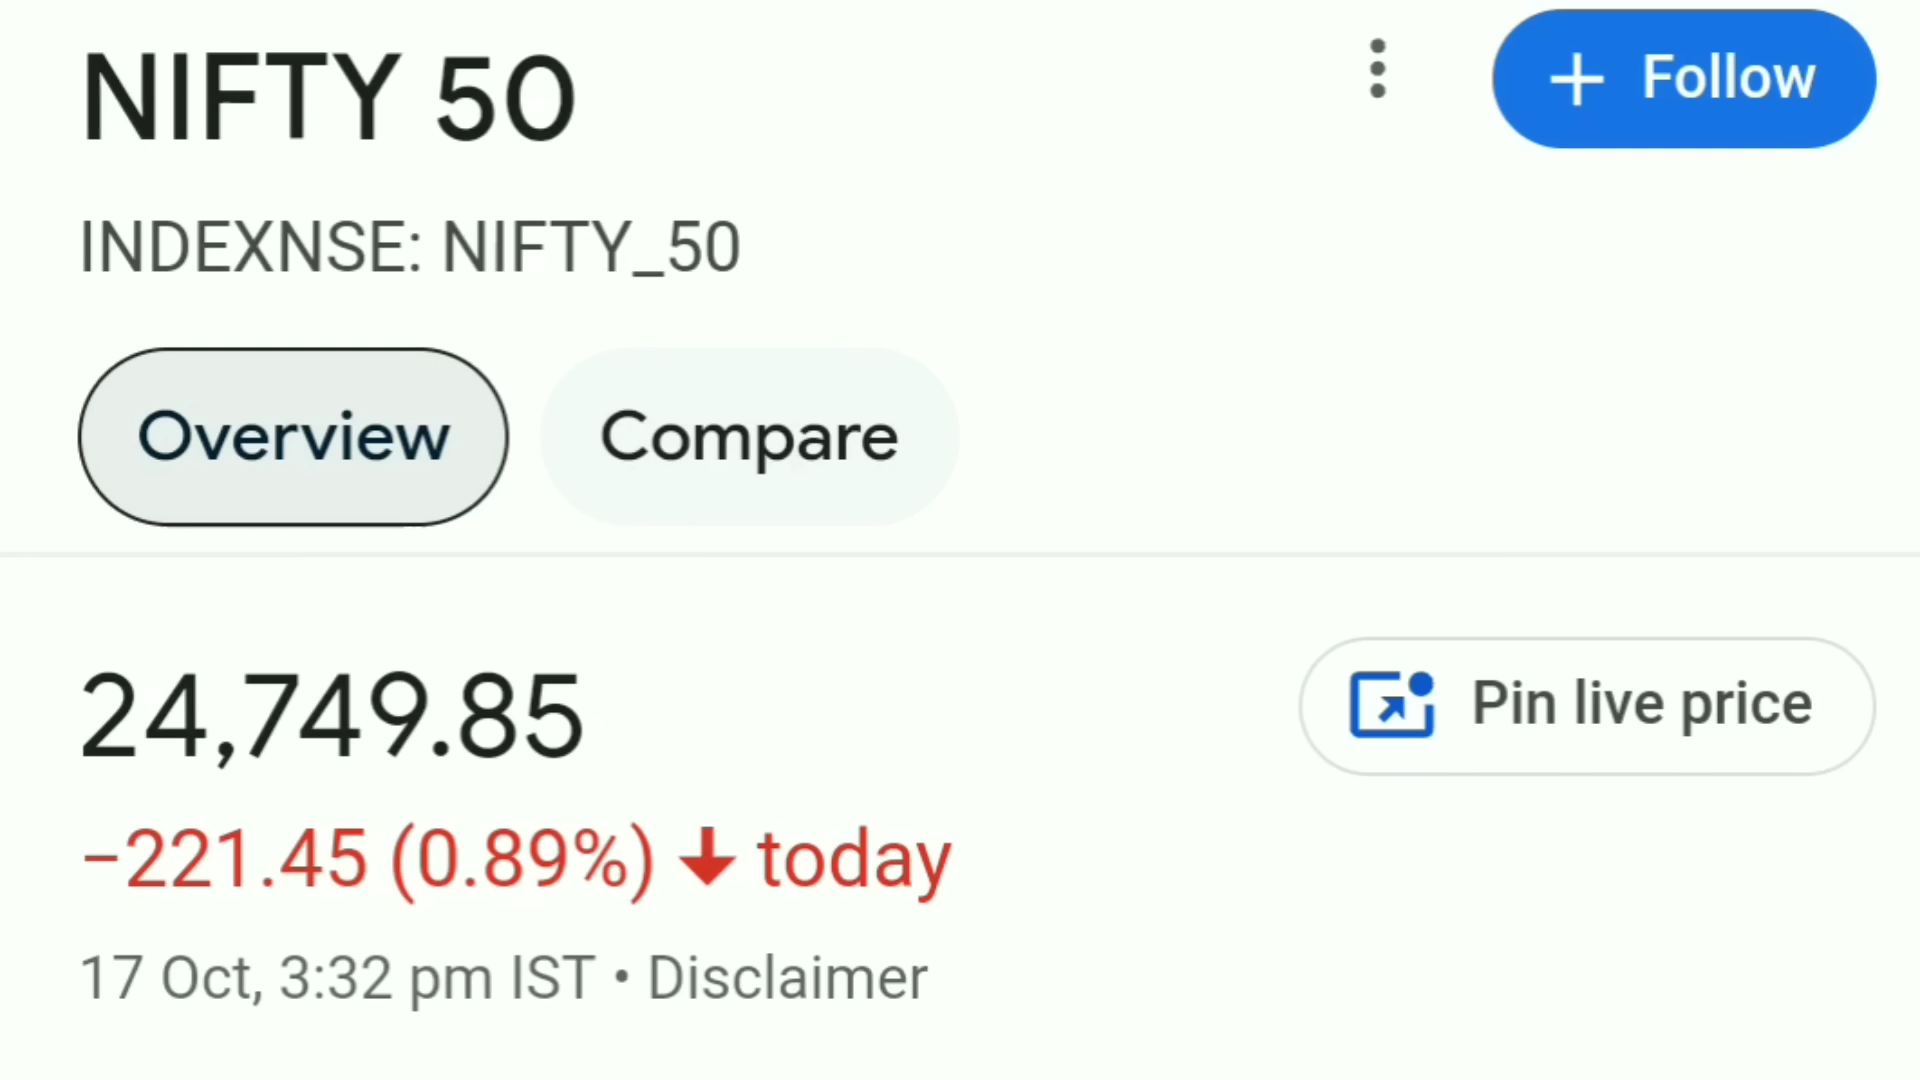 NIFTY 50
+ Follow
INDEXNSE: NIFTY_50
Overview
Compare
24,749.85
Pin live price
−221.45 (0.89%) ↓ today
17 Oct, 3:32 pm IST • Disclaimer